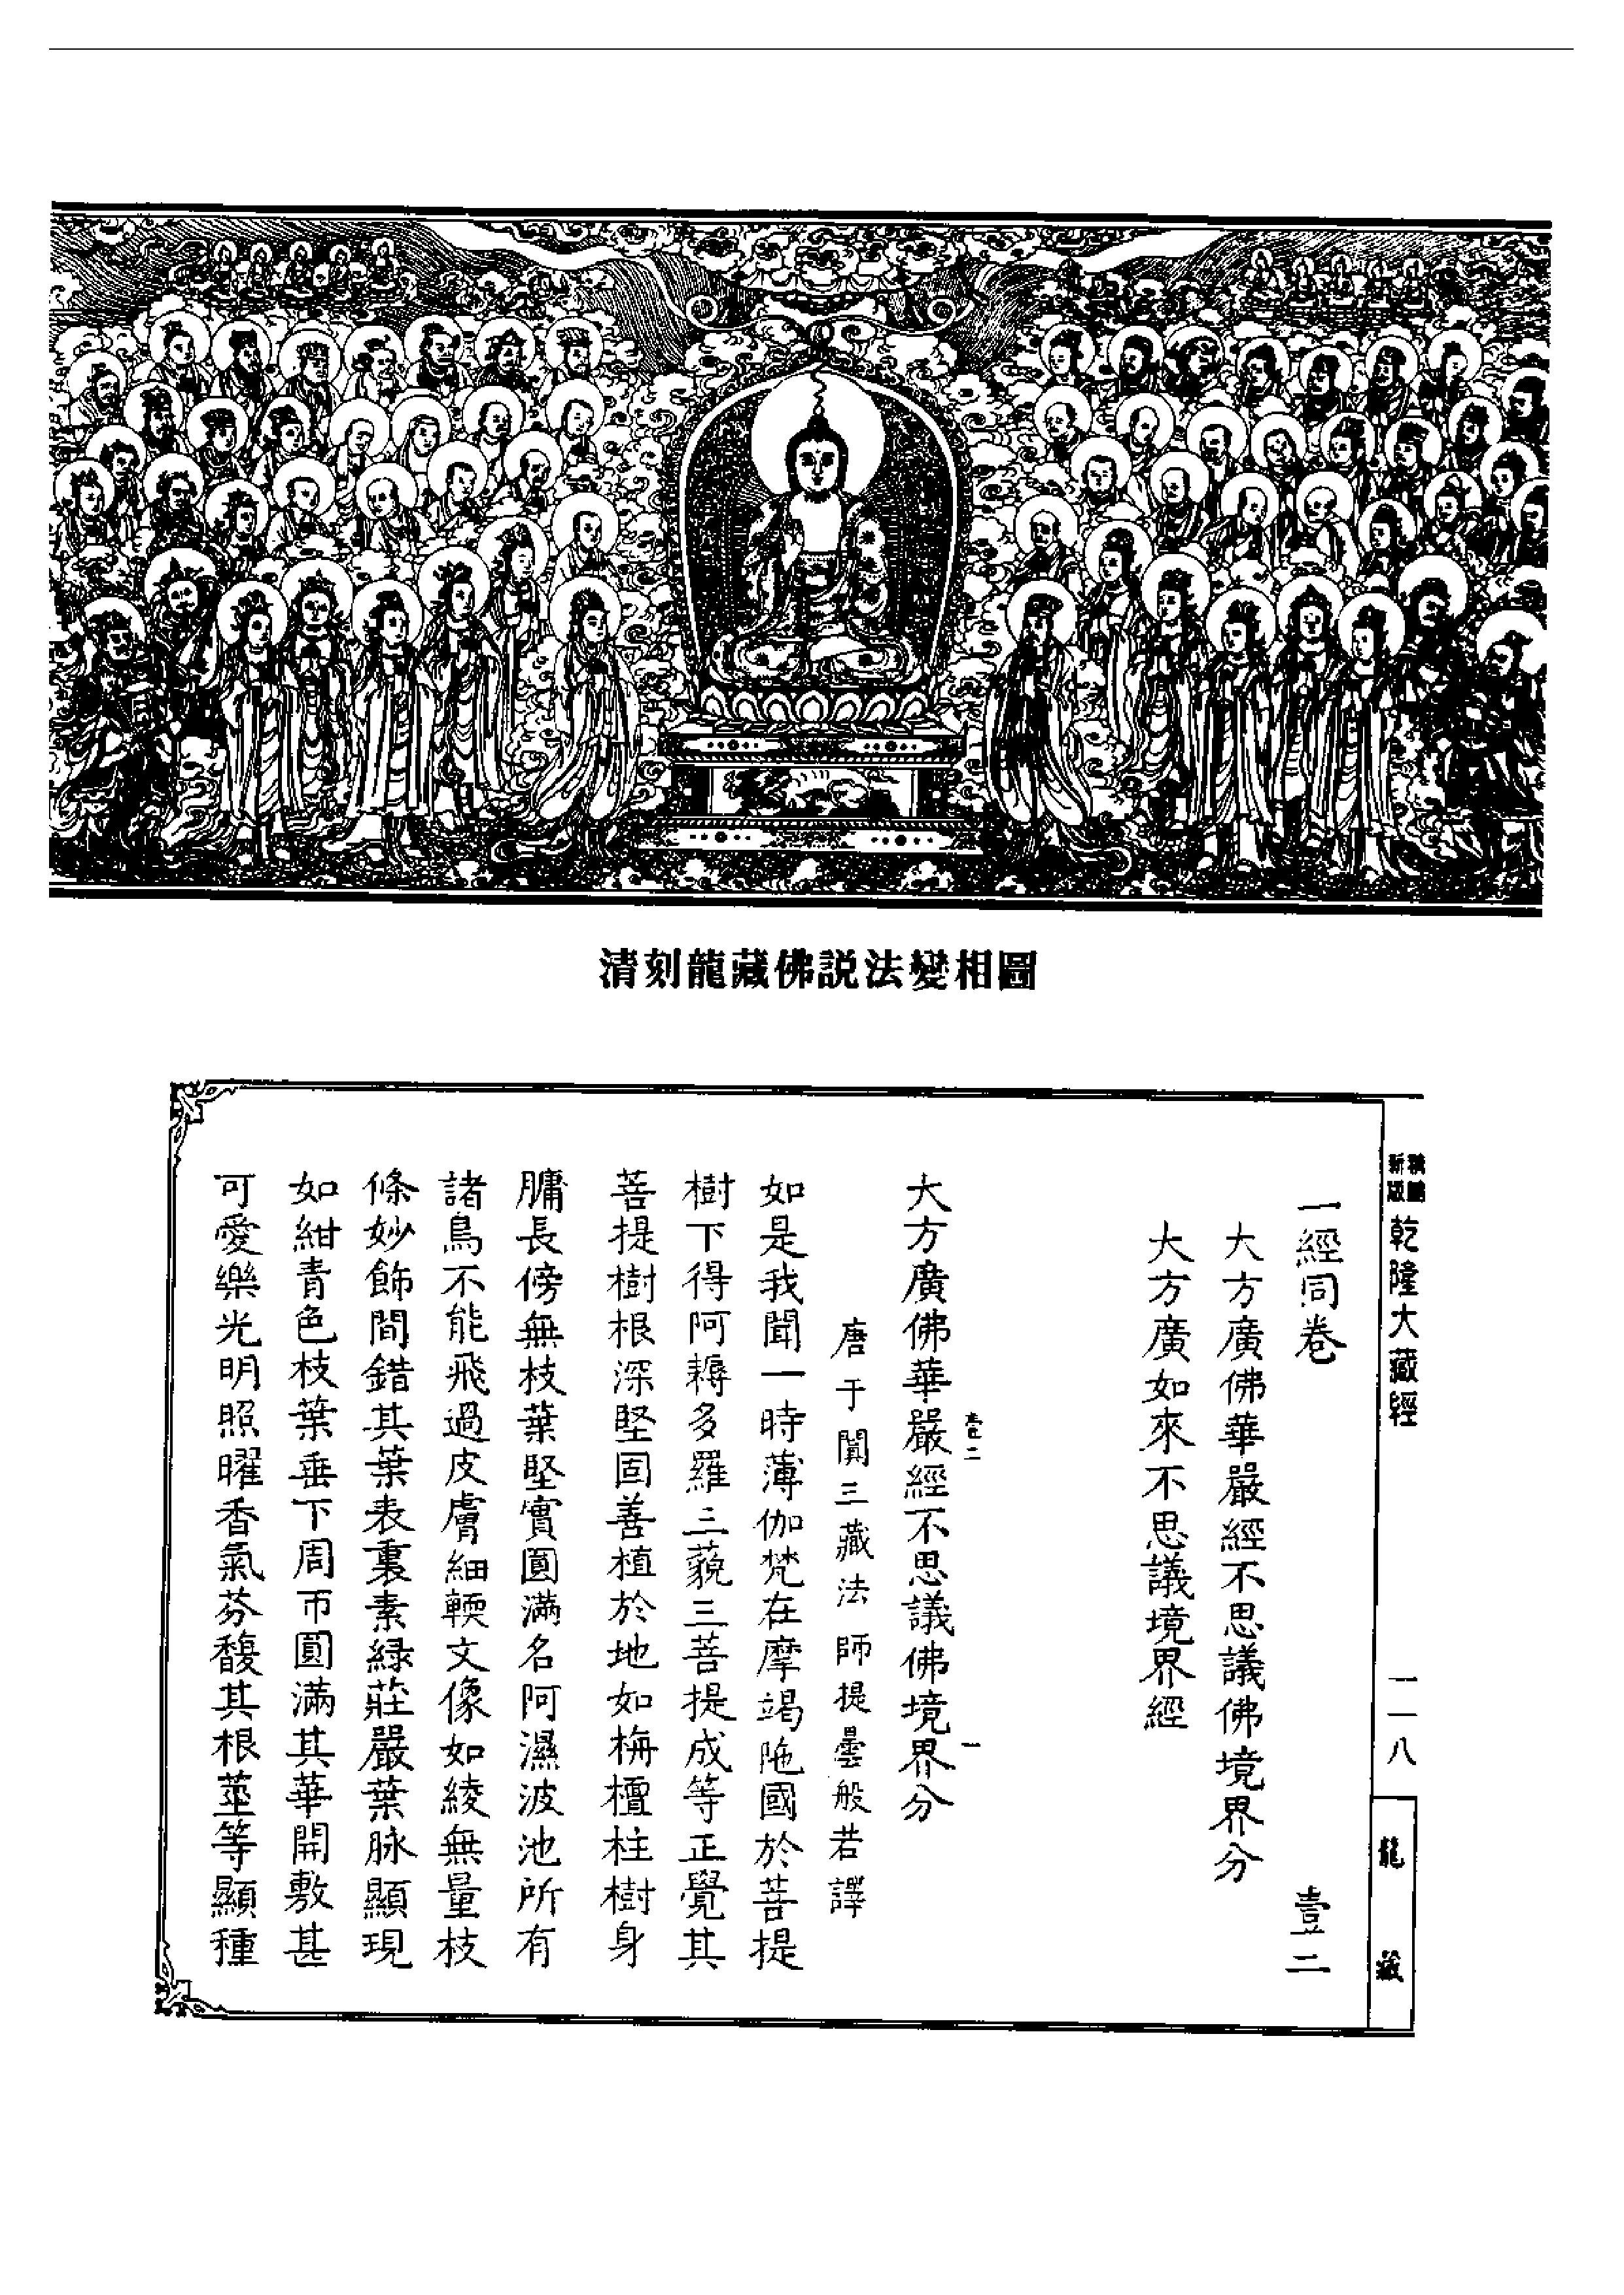 清刻龍藏佛説法變相圖
新
乾隆大藏經
一一八
龍藏
一經同卷 壹二
大方廣佛華嚴經不思議佛境界分
大方廣如來不思議境界經
壹二 一
大方廣佛華嚴經不思議佛境界分
唐于闐三藏法師提曇般若譯
如是我聞一時薄伽梵在摩竭陁國於菩提
樹下得阿耨多羅三藐三菩提成等正覺其
菩提樹根深堅固善植於地如栴檀柱樹身
𦟛長傍無枝葉堅實圓滿名阿濕波池所有
諸鳥不能飛過皮膚細輭文像如綾無量枝
條妙飾間錯其葉表裏素緑莊嚴葉脉顯現
如紺青色枝葉垂下周帀圓滿其華開敷甚
可愛樂光明照曜香氣芬馥其根莖等顯種